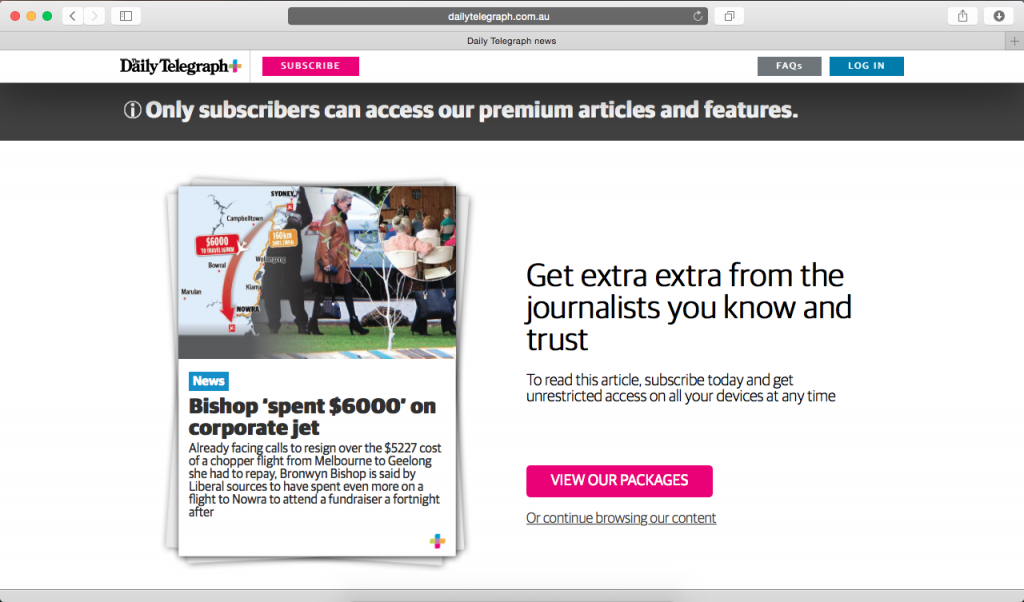 dailytelegraph.com.au
Daily Telegraph news
The Daily Telegraph
SUBSCRIBE
FAQs
LOG IN
Only subscribers can access our premium articles and features.
SYDNEY
Campbelltown
$6000
160km
Bowral
Wollongong
Kiama
Marulan
NOWRA
News
Bishop ‘spent $6000’ on
corporate jet
Already facing calls to resign over the $5227 cost
of a chopper flight from Melbourne to Geelong
she had to repay, Bronwyn Bishop is said by
Liberal sources to have spent even more on a
flight to Nowra to attend a fundraiser a fortnight
after
Get extra extra from the
journalists you know and
trust
To read this article, subscribe today and get
unrestricted access on all your devices at any time
VIEW OUR PACKAGES
Or continue browsing our content